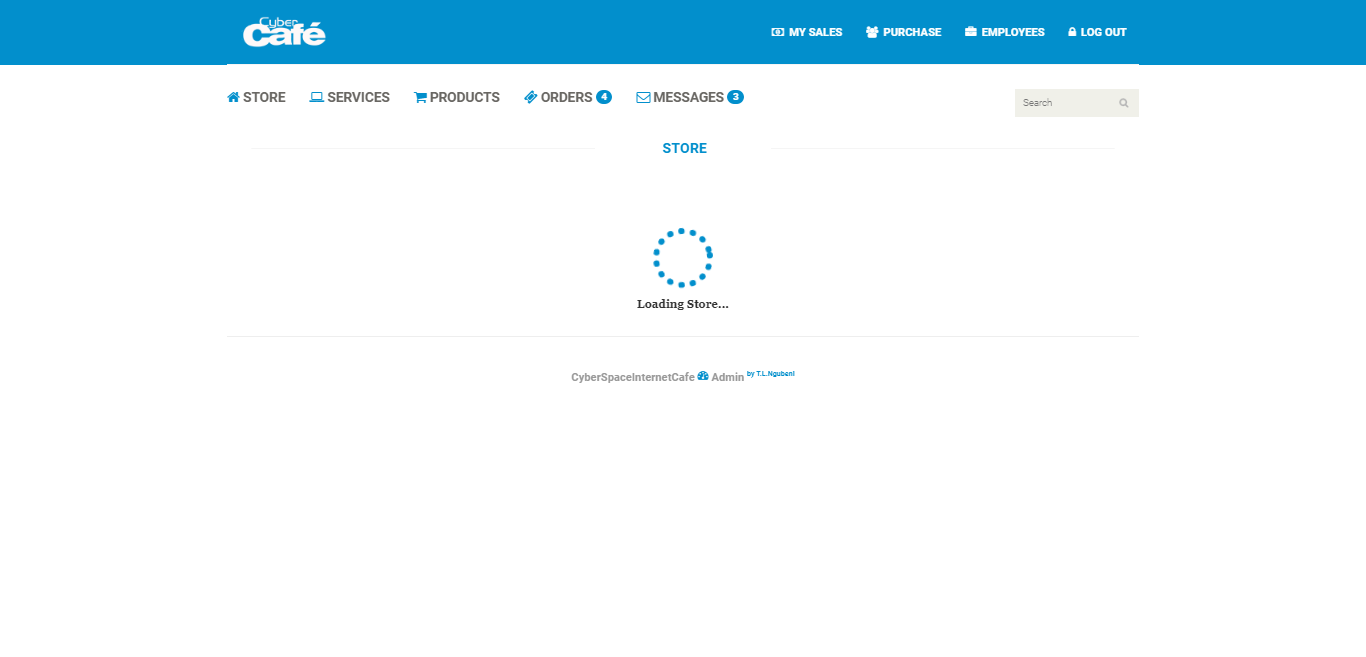 Cyber
Café
MY SALES PURCHASE EMPLOYEES LOG OUT
STORE SERVICES PRODUCTS ORDERS 4 MESSAGES 3
Search
STORE
Loading Store...
CyberSpaceInternetCafe Admin by T.L.Ngubeni